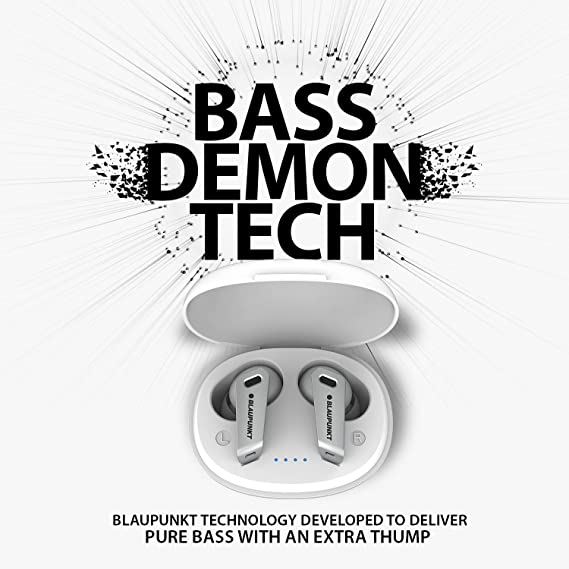 BASS
DEMON
TECH
L
R
BLAUPUNKT
BLAUPUNKT
BLAUPUNKT TECHNOLOGY DEVELOPED TO DELIVER
PURE BASS WITH AN EXTRA THUMP